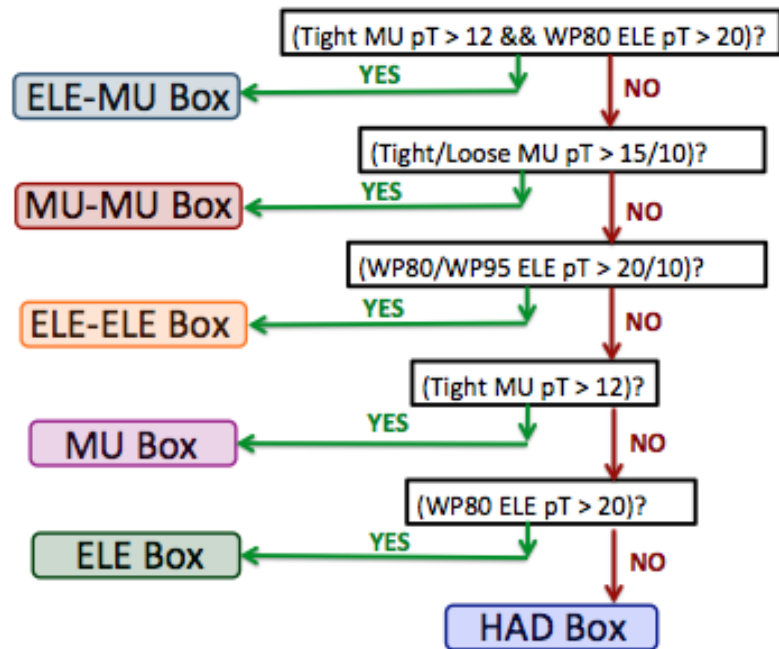 (Tight MU pT > 12 && WP80 ELE pT > 20)?
YES
NO
ELE-MU Box
(Tight/Loose MU pT > 15/10)?
YES
NO
MU-MU Box
(WP80/WP95 ELE pT > 20/10)?
YES
NO
ELE-ELE Box
(Tight MU pT > 12)?
YES
NO
MU Box
(WP80 ELE pT > 20)?
YES
NO
ELE Box
HAD Box